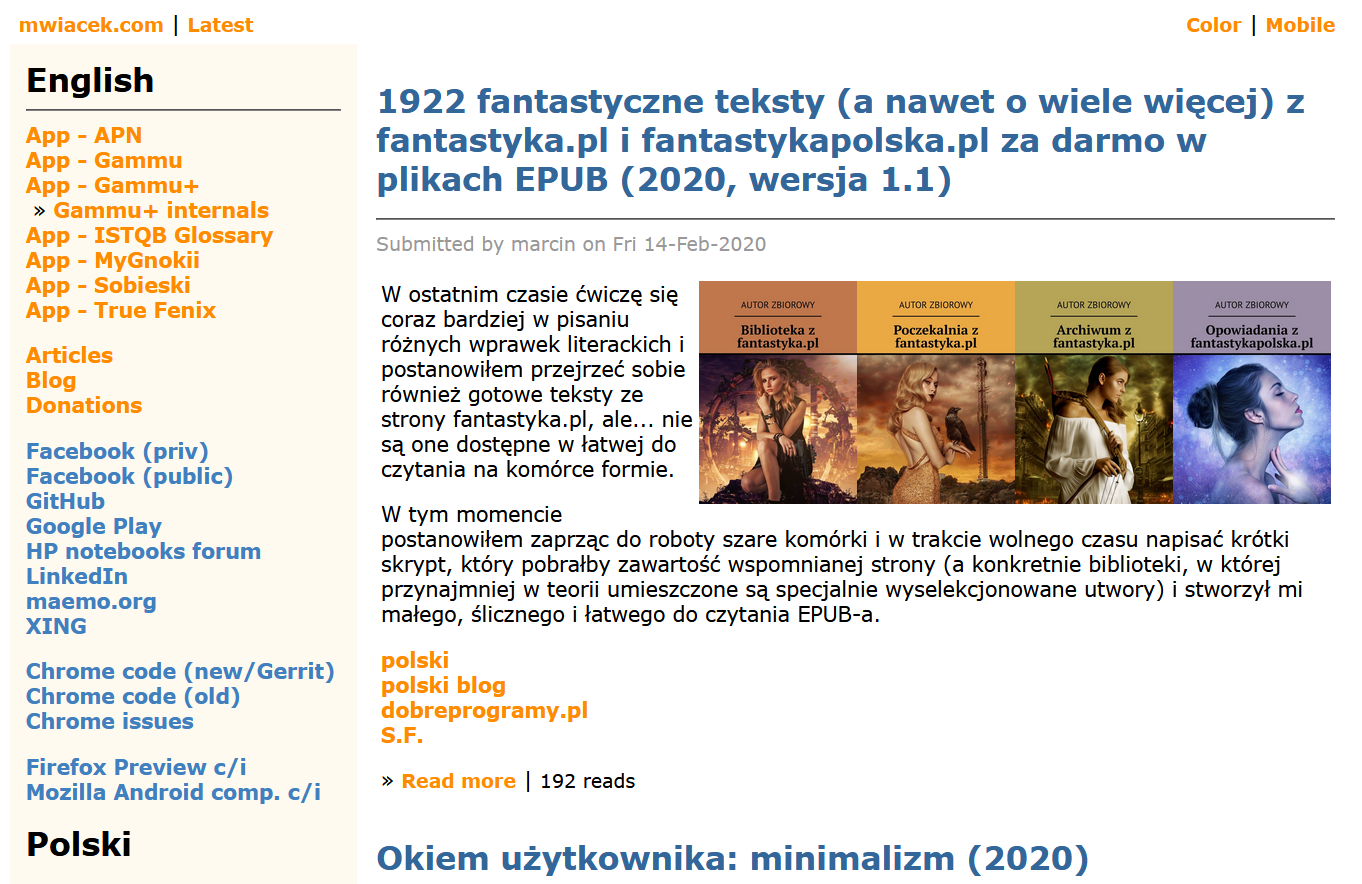 mwiacek.com | Latest
Color | Mobile
English
App - APN
App - Gammu
App - Gammu+
» Gammu+ internals
App - ISTQB Glossary
App - MyGnokii
App - Sobieski
App - True Fenix
Articles
Blog
Donations
Facebook (priv)
Facebook (public)
GitHub
Google Play
HP notebooks forum
LinkedIn
maemo.org
XING
Chrome code (new/Gerrit)
Chrome code (old)
Chrome issues
Firefox Preview c/i
Mozilla Android comp. c/i
Polski
1922 fantastyczne teksty (a nawet o wiele więcej) z
fantastyka.pl i fantastykapolska.pl za darmo w
plikach EPUB (2020, wersja 1.1)
Submitted by marcin on Fri 14-Feb-2020
W ostatnim czasie ćwiczę się
coraz bardziej w pisaniu
różnych wprawek literackich i
postanowiłem przejrzeć sobie
również gotowe teksty ze
strony fantastyka.pl, ale... nie
są one dostępne w łatwej do
czytania na komórce formie.
AUTOR ZBIOROWY
Biblioteka z
fantastyka.pl
AUTOR ZBIOROWY
Poczekalnia z
fantastyka.pl
AUTOR ZBIOROWY
Archiwum z
fantastyka.pl
AUTOR ZBIOROWY
Opowiadania z
fantastykapolska.pl
W tym momencie
postanowiłem zaprząc do roboty szare komórki i w trakcie wolnego czasu napisać krótki
skrypt, który pobrałby zawartość wspomnianej strony (a konkretnie biblioteki, w której
przynajmniej w teorii umieszczone są specjalnie wyselekcjonowane utwory) i stworzył mi
małego, ślicznego i łatwego do czytania EPUB-a.
polski
polski blog
dobreprogramy.pl
S.F.
» Read more | 192 reads
Okiem użytkownika: minimalizm (2020)